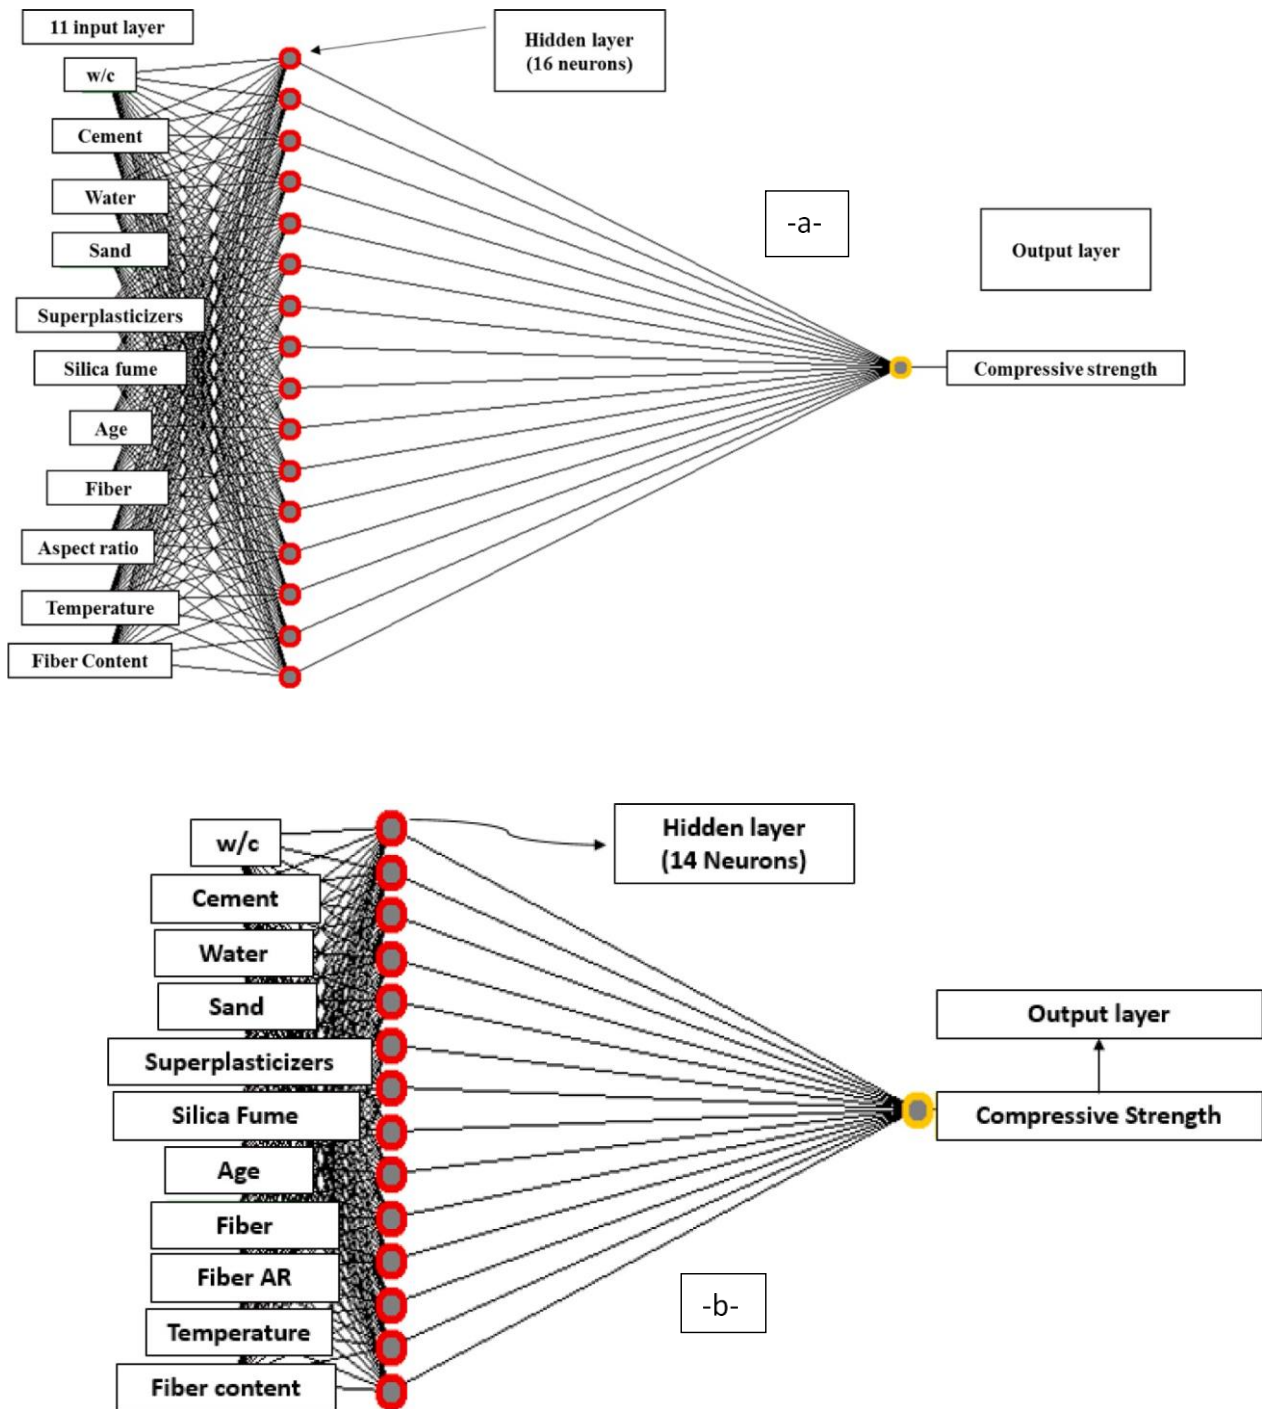 11 input layer
Hidden layer
(16 neurons)
w/c
Cement
Water
Sand
Superplasticizers
Silica fume
Age
Fiber
Aspect ratio
Temperature
Fiber Content
-a-
Output layer
Compressive strength
Hidden layer
(14 Neurons)
w/c
Cement
Water
Sand
Superplasticizers
Silica Fume
Age
Fiber
Fiber AR
Temperature
Fiber content
Output layer
Compressive Strength
-b-